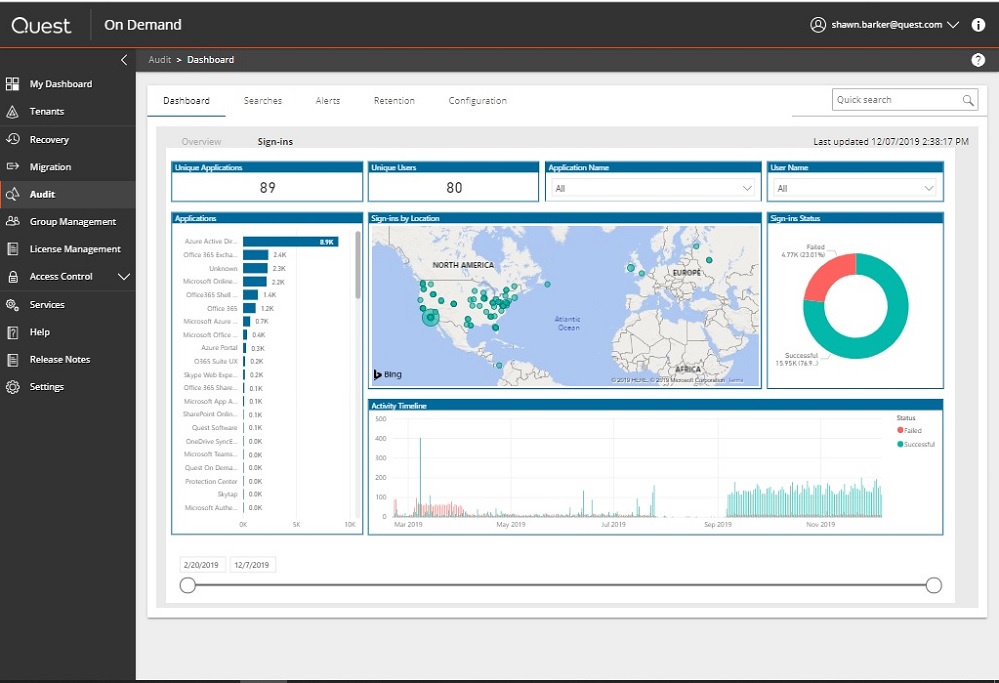 Quest
On Demand
shawn.barker@quest.com
Audit > Dashboard
My Dashboard
Tenants
Recovery
Migration
Audit
Group Management
License Management
Access Control
Services
Help
Release Notes
Settings
Dashboard Searches Alerts Retention Configuration
Quick search
Overview Sign-ins
Last updated 12/07/2019 2:38:17 PM
Unique Applications
89
Unique Users
80
Application Name
All
User Name
All
Applications
Azure Active Dir... 8.9K
Office 365 Excha... 2.4K
Unknown 2.3K
Microsoft Online... 2.2K
Office365 Shell ... 1.4K
Office 365 1.2K
Microsoft Azure ... 0.7K
Microsoft Office ... 0.4K
Azure Portal 0.3K
O365 Suite UX 0.2K
Skype Web Expe... 0.2K
Office 365 Share... 0.1K
Microsoft App A... 0.1K
SharePoint Onlin... 0.1K
Quest Software 0.1K
OneDrive SyncE... 0.0K
Microsoft Teams... 0.0K
Quest On Dema... 0.0K
Protection Center 0.0K
Skytap 0.0K
Microsoft Authe... 0.0K
0K 5K 10K
Sign-ins by Location
NORTH AMERICA
EUROPE
Atlantic
Ocean
AFRICA
Bing
© 2019 HERE, © 2019 Microsoft Corporation Terms
Sign-ins Status
Failed
4.77K (23.01%)
Successful
15.95K (76.9...)
Activity Timeline
500
400
300
200
100
0
Mar 2019 May 2019 Jul 2019 Sep 2019 Nov 2019
Status
Failed
Successful
2/20/2019 12/7/2019